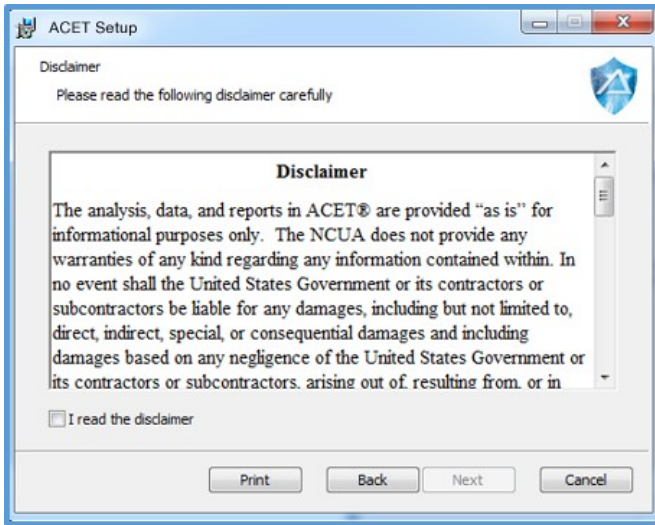 ACET Setup
Disclaimer
Please read the following disclaimer carefully
Disclaimer
The analysis, data, and reports in ACET® are provided “as is” for
informational purposes only.  The NCUA does not provide any
warranties of any kind regarding any information contained within. In
no event shall the United States Government or its contractors or
subcontractors be liable for any damages, including but not limited to,
direct, indirect, special, or consequential damages and including
damages based on any negligence of the United States Government or
its contractors or subcontractors, arising out of, resulting from, or in
I read the disclaimer
Print Back Next Cancel